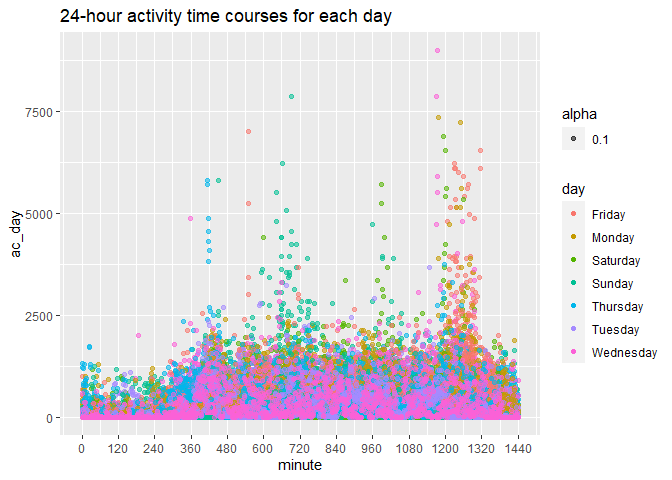 24-hour activity time courses for each day
ac_day
7500
5000
2500
0
0 120 240 360 480 600 720 840 960 1080 1200 1320 1440
minute
alpha
0.1
day
Friday
Monday
Saturday
Sunday
Thursday
Tuesday
Wednesday